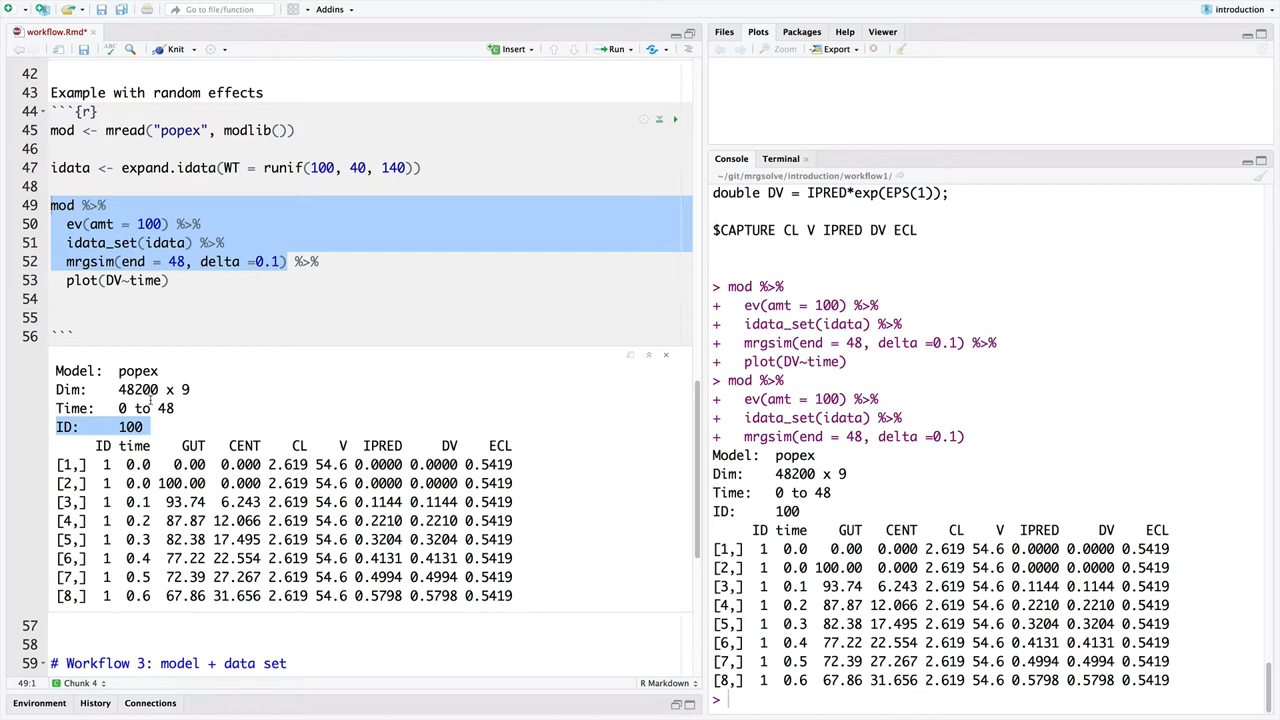 Go to file/function
Addins
introduction
workflow.Rmd*
Knit
Insert
Run
42
43 Example with random effects
44 ```{r}
45 mod <- mread("popex", modlib())
46
47 idata <- expand.idata(WT = runif(100, 40, 140))
48
49 mod %>%
50 ev(amt = 100) %>%
51 idata_set(idata) %>%
52 mrgsim(end = 48, delta =0.1) %>%
53 plot(DV~time)
54
55
56 ```
Model: popex
Dim: 48200 x 9
Time: 0 to 48
ID: 100
ID time GUT CENT CL V IPRED DV ECL
[1,] 1 0.0 0.00 0.000 2.619 54.6 0.0000 0.0000 0.5419
[2,] 1 0.0 100.00 0.000 2.619 54.6 0.0000 0.0000 0.5419
[3,] 1 0.1 93.74 6.243 2.619 54.6 0.1144 0.1144 0.5419
[4,] 1 0.2 87.87 12.066 2.619 54.6 0.2210 0.2210 0.5419
[5,] 1 0.3 82.38 17.495 2.619 54.6 0.3204 0.3204 0.5419
[6,] 1 0.4 77.22 22.554 2.619 54.6 0.4131 0.4131 0.5419
[7,] 1 0.5 72.39 27.267 2.619 54.6 0.4994 0.4994 0.5419
[8,] 1 0.6 67.86 31.656 2.619 54.6 0.5798 0.5798 0.5419
57
58
59 # Workflow 3: model + data set
49:1 Chunk 4 R Markdown
Environment History Connections
Files Plots Packages Help Viewer
Zoom Export
Console Terminal
~/git/mrgsolve/introduction/workflow1/
double DV = IPRED*exp(EPS(1));
$CAPTURE CL V IPRED DV ECL
> mod %>%
+ ev(amt = 100) %>%
+ idata_set(idata) %>%
+ mrgsim(end = 48, delta =0.1) %>%
+ plot(DV~time)
> mod %>%
+ ev(amt = 100) %>%
+ idata_set(idata) %>%
+ mrgsim(end = 48, delta =0.1)
Model: popex
Dim: 48200 x 9
Time: 0 to 48
ID: 100
ID time GUT CENT CL V IPRED DV ECL
[1,] 1 0.0 0.00 0.000 2.619 54.6 0.0000 0.0000 0.5419
[2,] 1 0.0 100.00 0.000 2.619 54.6 0.0000 0.0000 0.5419
[3,] 1 0.1 93.74 6.243 2.619 54.6 0.1144 0.1144 0.5419
[4,] 1 0.2 87.87 12.066 2.619 54.6 0.2210 0.2210 0.5419
[5,] 1 0.3 82.38 17.495 2.619 54.6 0.3204 0.3204 0.5419
[6,] 1 0.4 77.22 22.554 2.619 54.6 0.4131 0.4131 0.5419
[7,] 1 0.5 72.39 27.267 2.619 54.6 0.4994 0.4994 0.5419
[8,] 1 0.6 67.86 31.656 2.619 54.6 0.5798 0.5798 0.5419
>